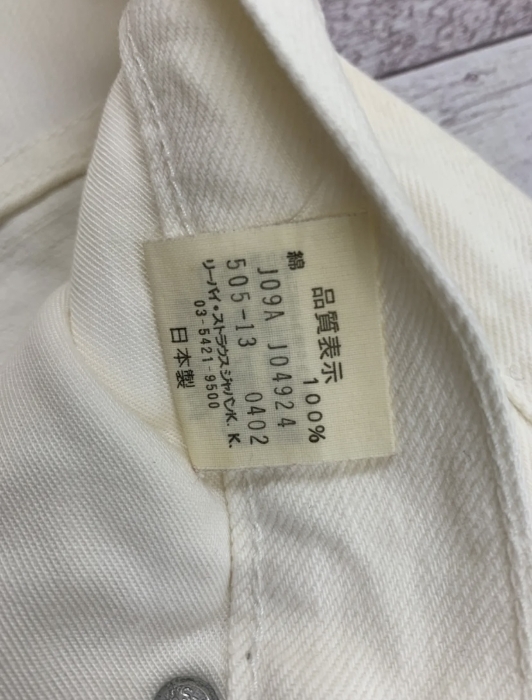 品質表示
綿 100%
J09A J04924
505-13 0402
リーバイ・ストラウスジャパンK.K.
03-5421-9500
日本製